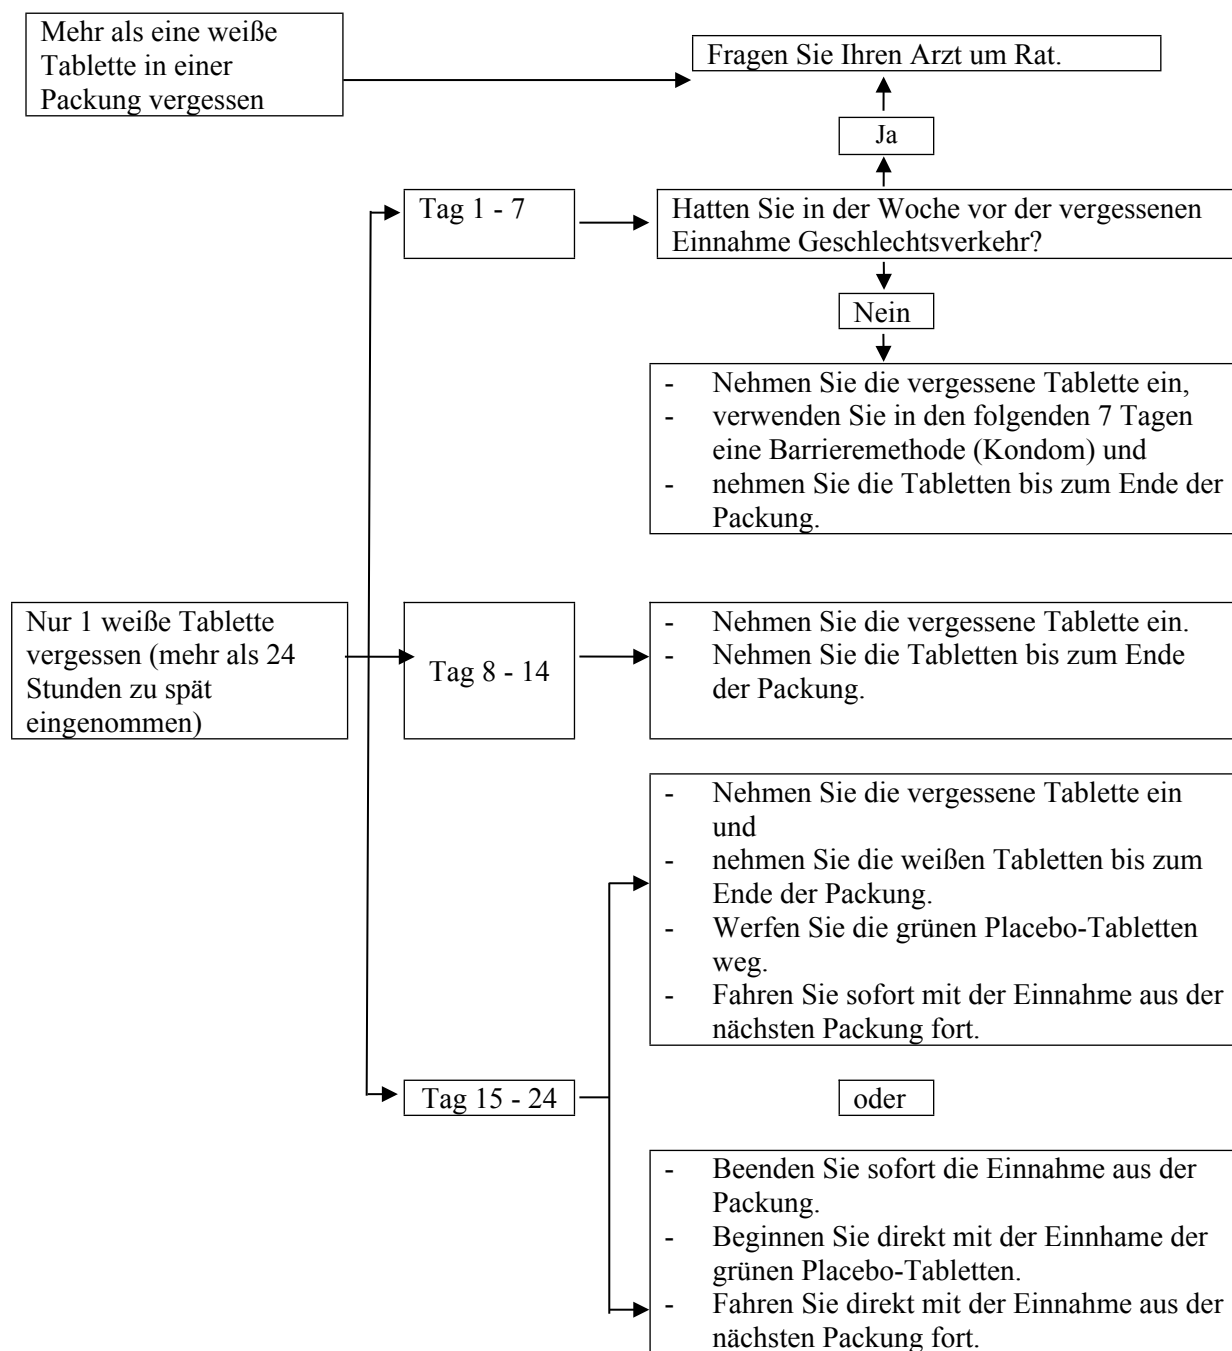 Mehr als eine weiße
Tablette in einer
Packung vergessen
Fragen Sie Ihren Arzt um Rat.
Ja
Tag 1 - 7
Hatten Sie in der Woche vor der vergessenen
Einnahme Geschlechtsverkehr?
Nein
- Nehmen Sie die vergessene Tablette ein,
- verwenden Sie in den folgenden 7 Tagen
eine Barrieremethode (Kondom) und
- nehmen Sie die Tabletten bis zum Ende der
Packung.
Nur 1 weiße Tablette
vergessen (mehr als 24
Stunden zu spät
eingenommen)
Tag 8 - 14
- Nehmen Sie die vergessene Tablette ein.
- Nehmen Sie die Tabletten bis zum Ende
der Packung.
- Nehmen Sie die vergessene Tablette ein
und
- nehmen Sie die weißen Tabletten bis zum
Ende der Packung.
- Werfen Sie die grünen Placebo-Tabletten
weg.
- Fahren Sie sofort mit der Einnahme aus der
nächsten Packung fort.
Tag 15 - 24
oder
- Beenden Sie sofort die Einnahme aus der
Packung.
- Beginnen Sie direkt mit der Einnhame der
grünen Placebo-Tabletten.
- Fahren Sie direkt mit der Einnahme aus der
nächsten Packung fort.